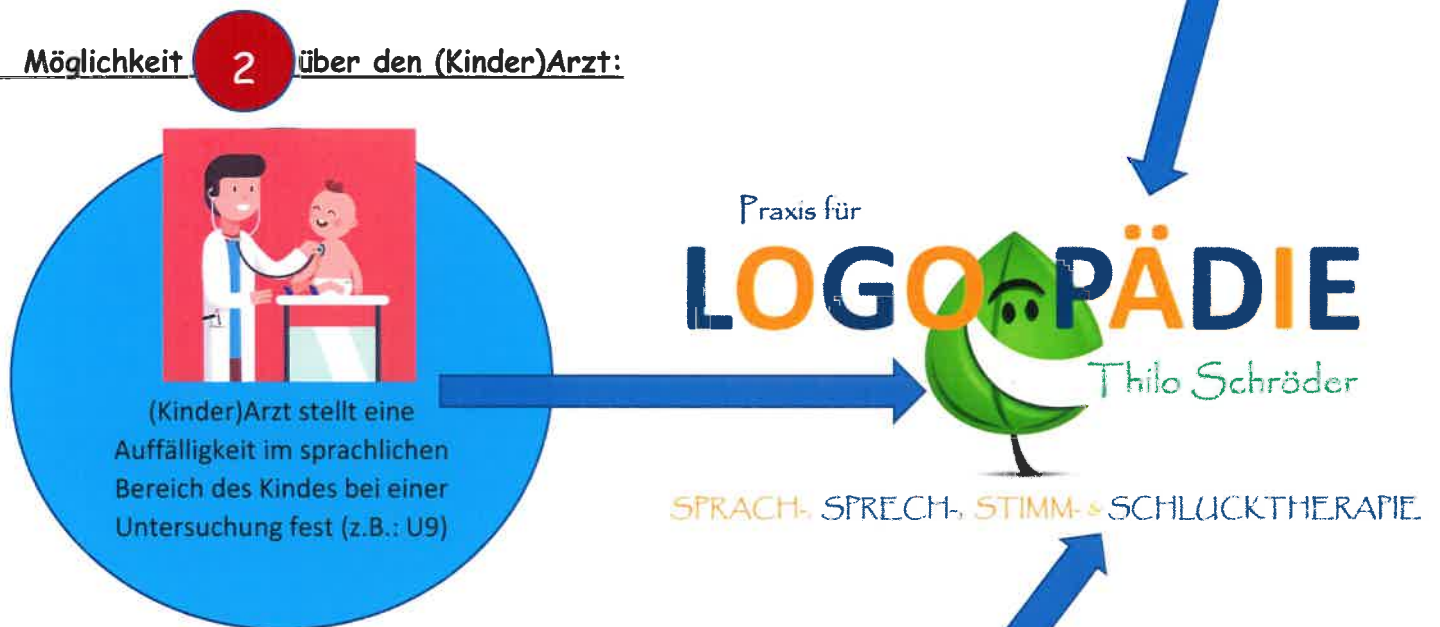 Möglichkeit 2 über den (Kinder)Arzt:
(Kinder)Arzt stellt eine
Auffälligkeit im sprachlichen
Bereich des Kindes bei einer
Untersuchung fest (z.B.: U9)
Praxis für
LOGOPÄDIE
Thilo Schröder
SPRACH-, SPRECH-, STIMM- & SCHLUCKTHERAPIE